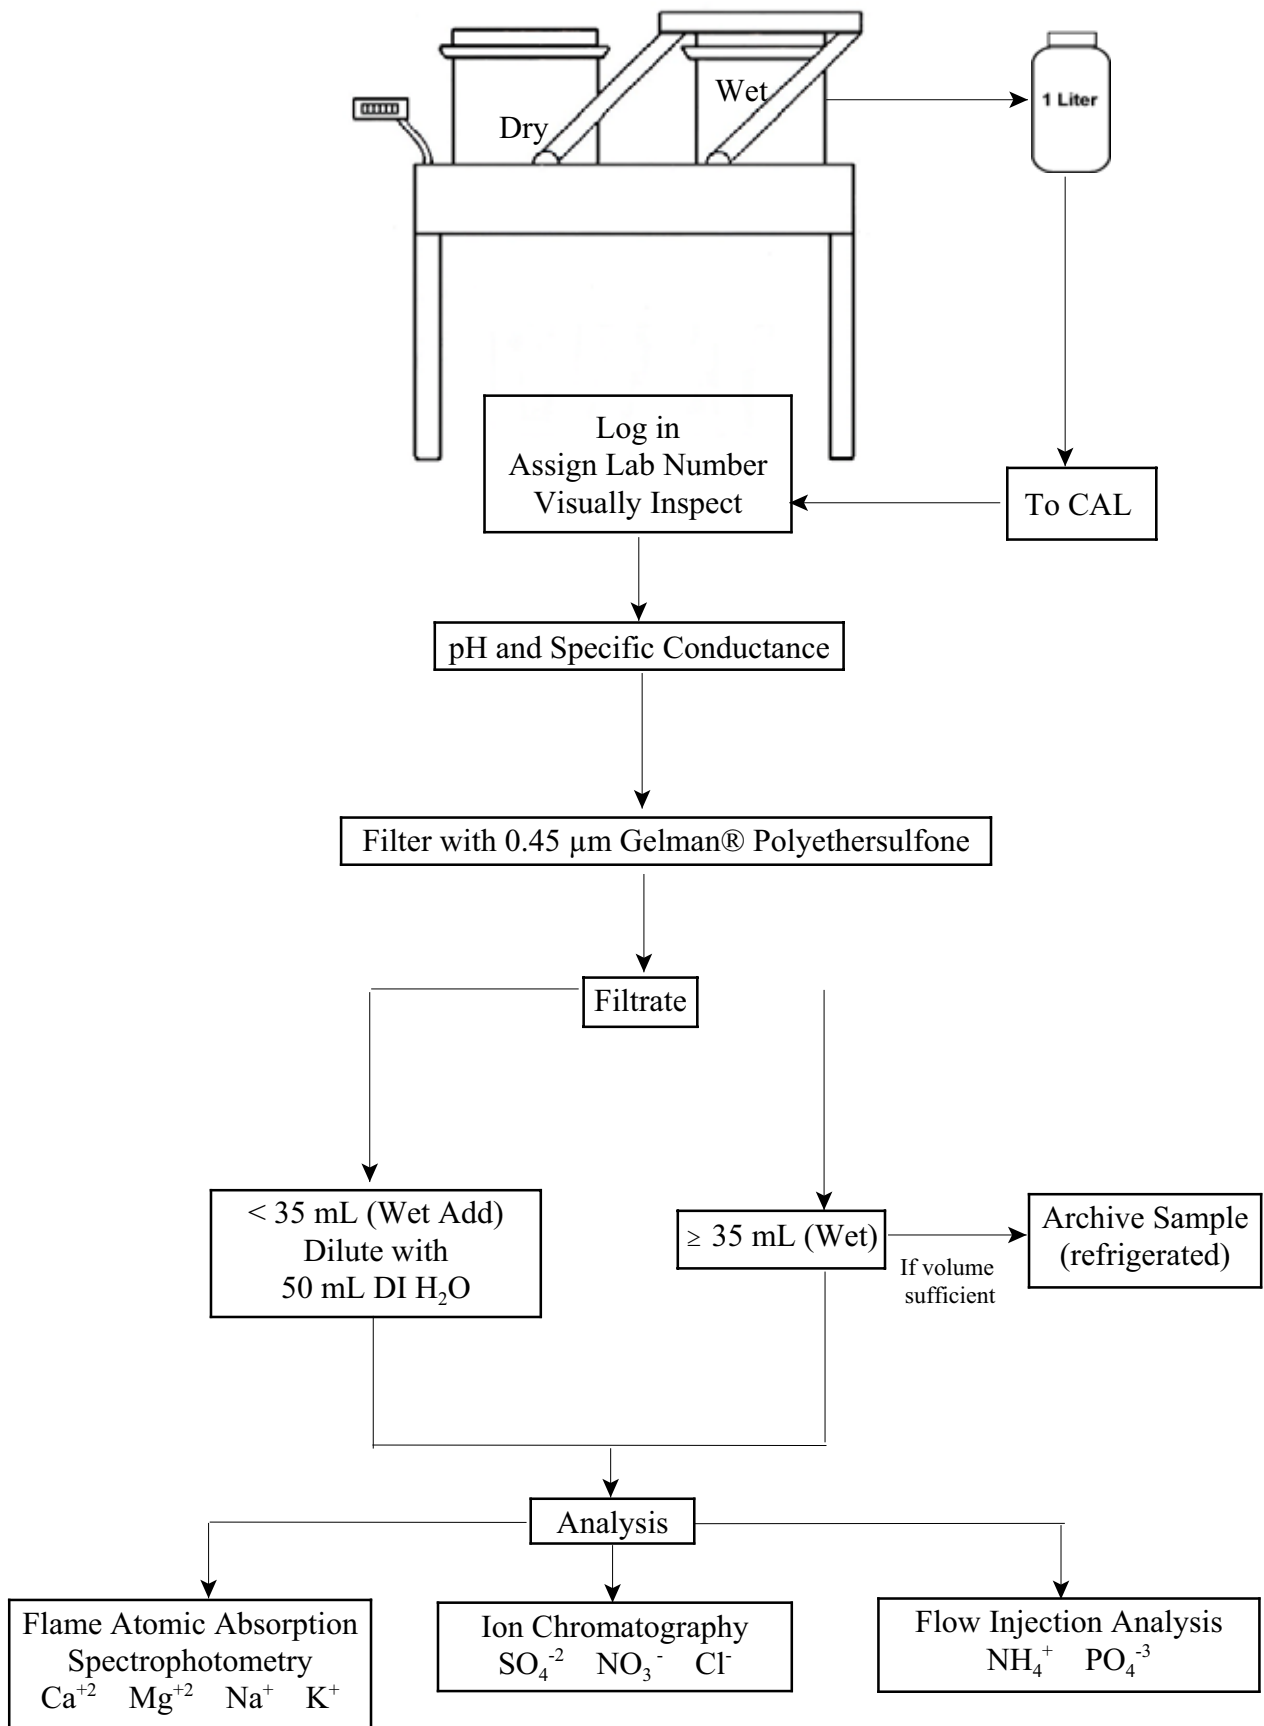 Dry
Wet
1 Liter
Log in
Assign Lab Number
Visually Inspect
To CAL
pH and Specific Conductance
Filter with 0.45 µm Gelman® Polyethersulfone
Filtrate
< 35 mL (Wet Add)
Dilute with
50 mL DI H₂O
≥ 35 mL (Wet)
If volume
sufficient
Archive Sample
(refrigerated)
Analysis
Flame Atomic Absorption
Spectrophotometry
Ca⁺² Mg⁺² Na⁺ K⁺
Ion Chromatography
SO₄⁻² NO₃⁻ Cl⁻
Flow Injection Analysis
NH₄⁺ PO₄⁻³